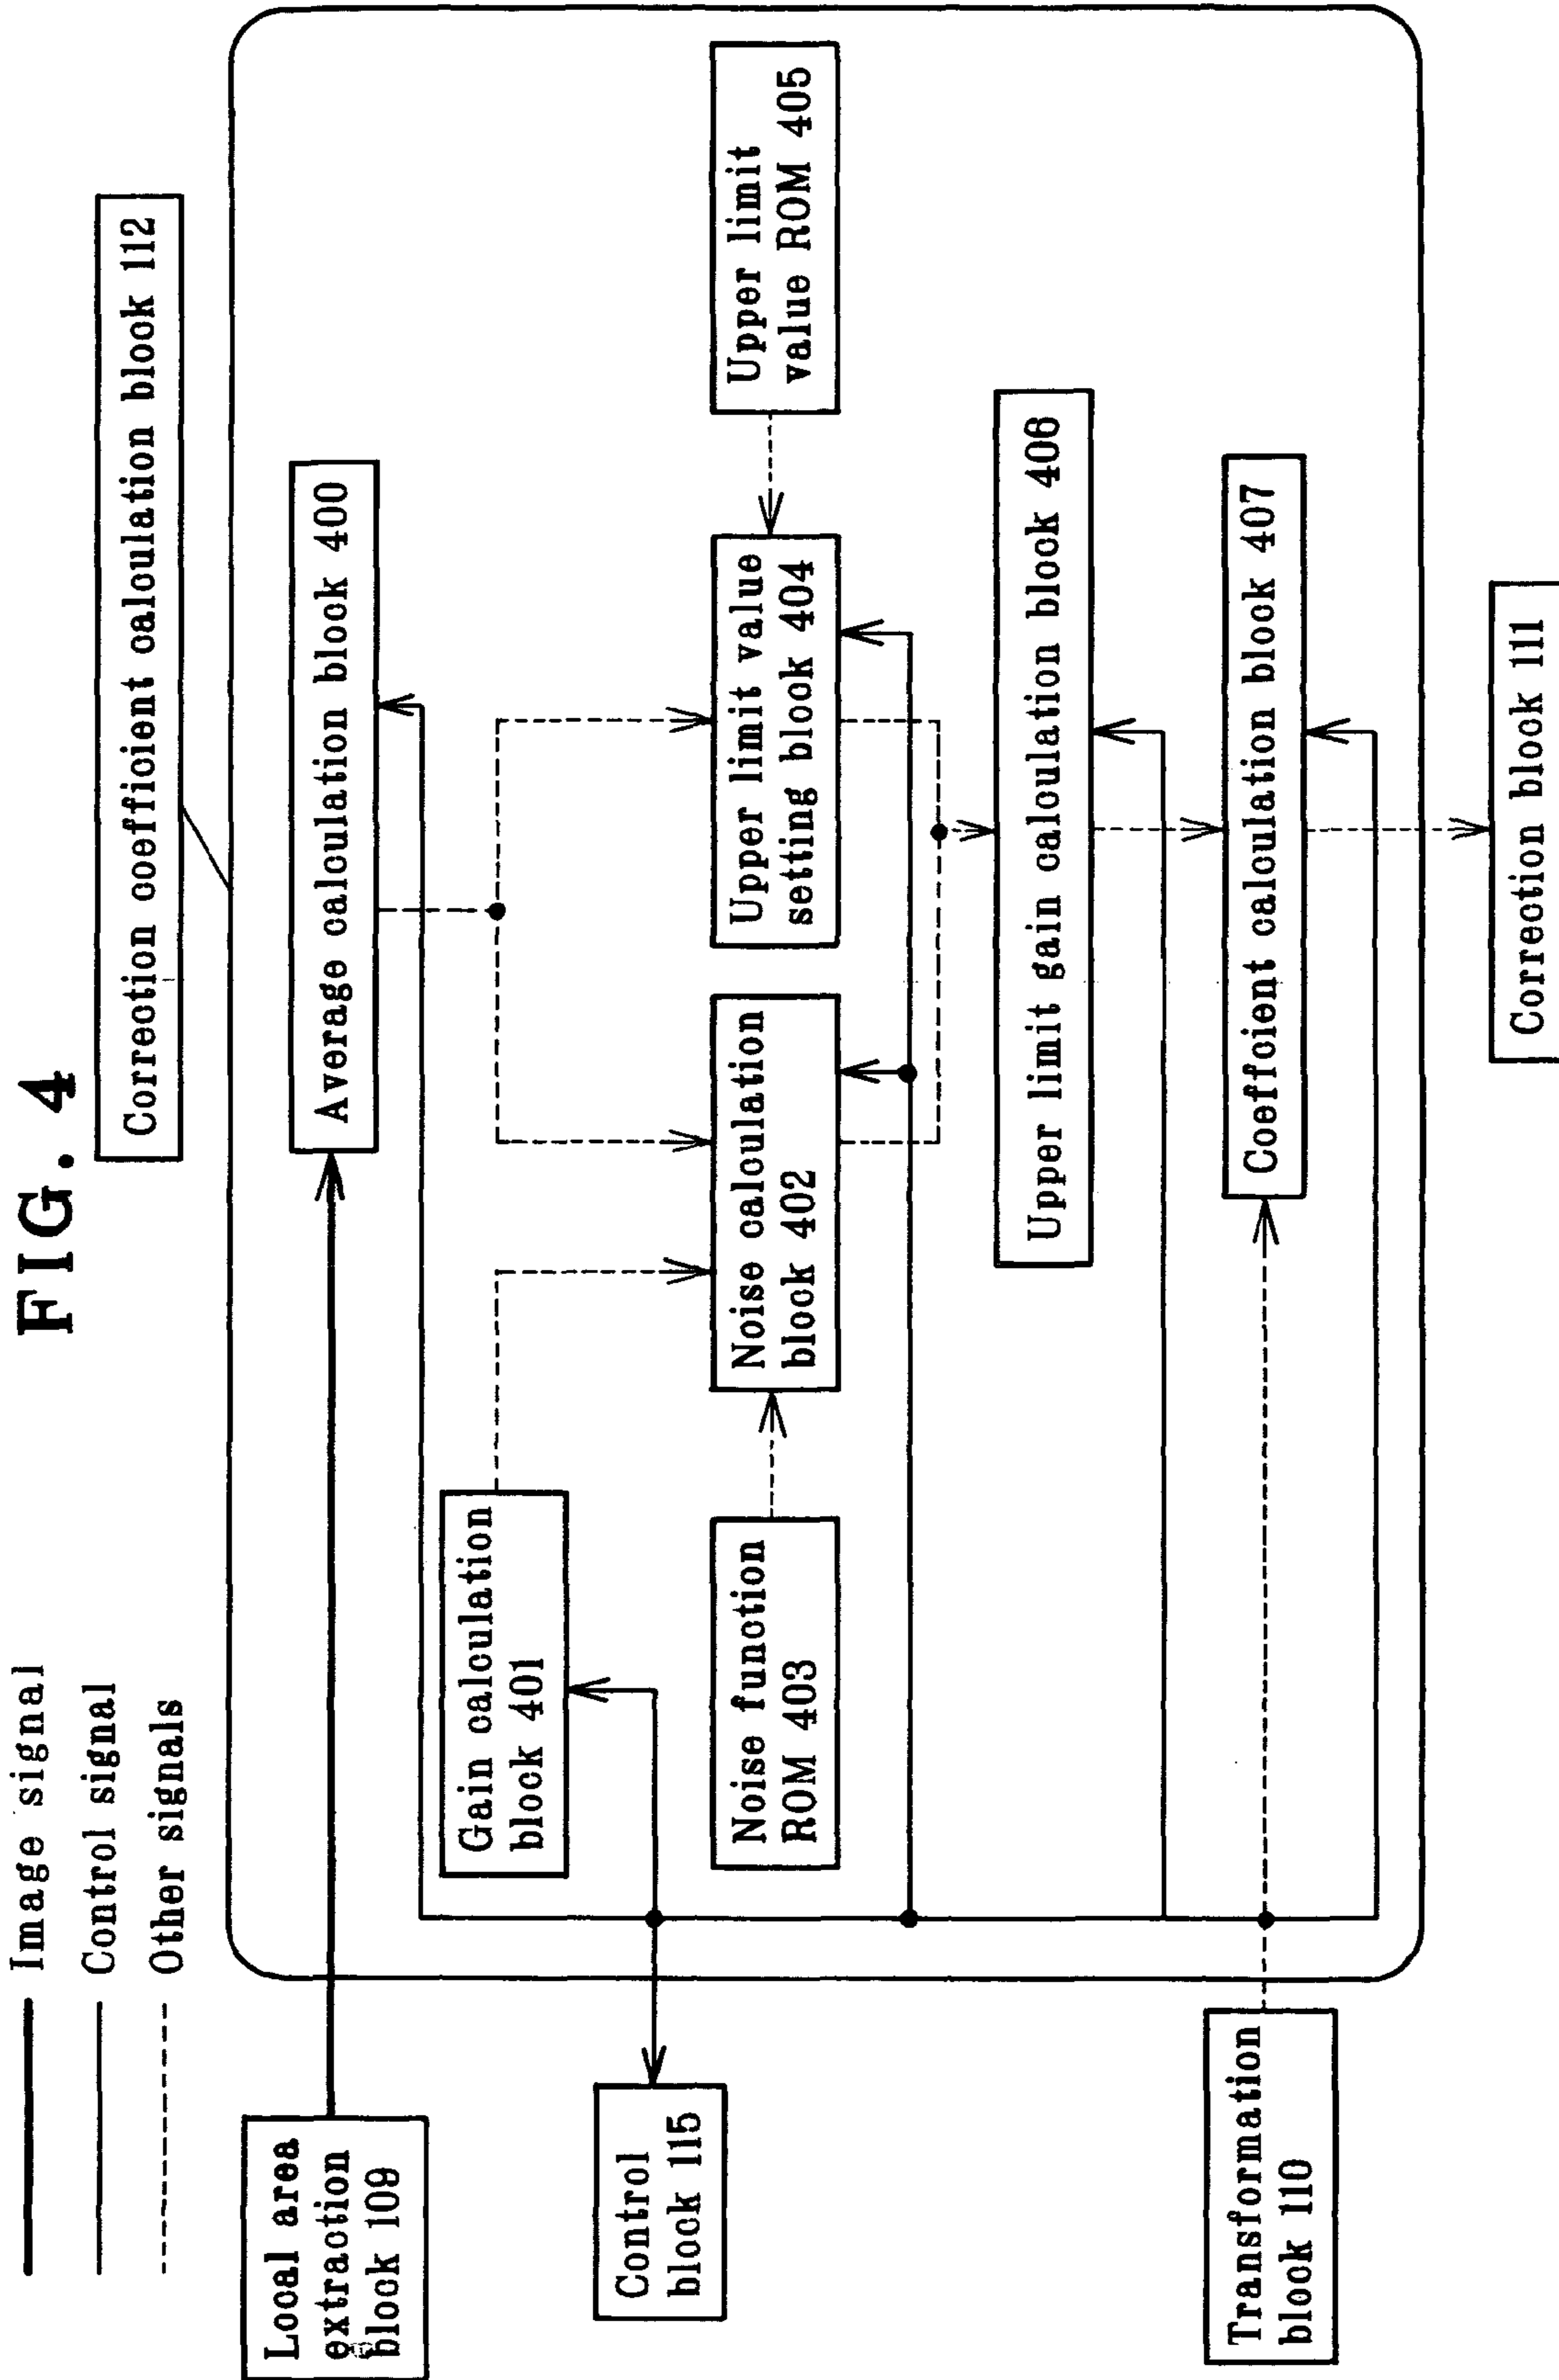 FIG. 4
Image signal
Control signal
Other signals
Correction coefficient calculation block 112
Local area
extraction
block 109
Average calculation block 400
Gain calculation
block 401
Control
block 115
Noise function
ROM 403
Noise calculation
block 402
Upper limit value
setting block 404
Upper limit
value ROM 405
Upper limit gain calculation block 406
Transformation
block 110
Coeffcient calculation block 407
Correction block 111